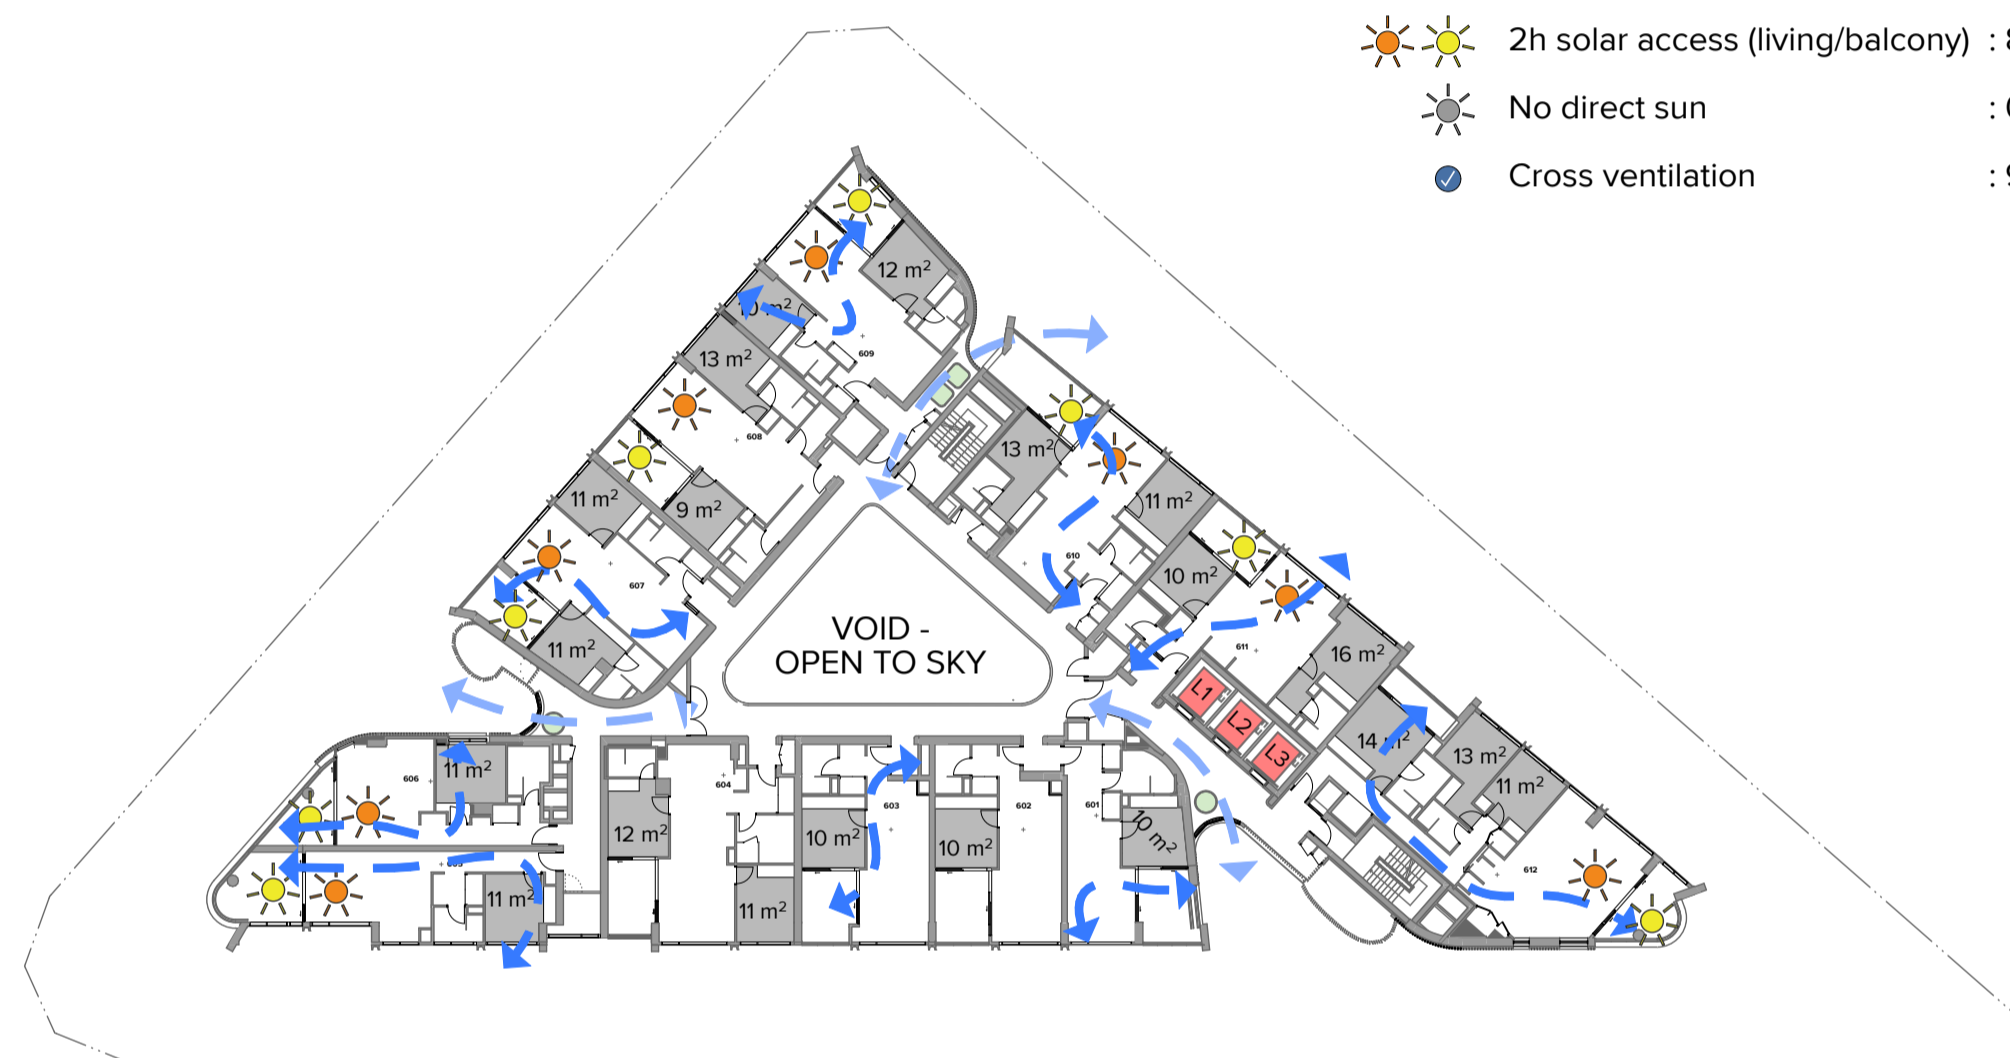 2h solar access (living/balcony) : 8
No direct sun :
Cross ventilation : 9
12 m²
13 m²
609
608
13 m²
11 m²
11 m²
9 m²
610
10 m²
607
VOID -
OPEN TO SKY
11 m²
611
16 m²
L1
L2
L3
14 m²
13 m²
11 m²
606
11 m²
604
603
602
601
12 m²
10 m²
10 m²
10 m²
612
11 m²
11 m²